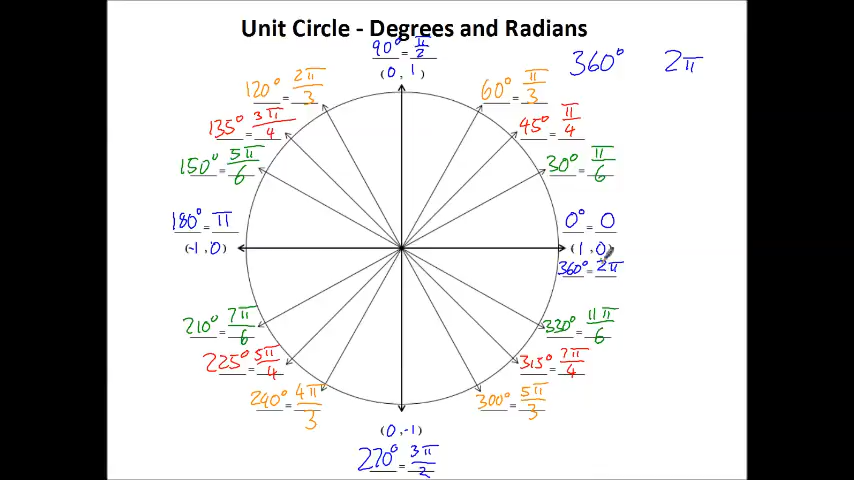 Unit Circle - Degrees and Radians
90° = π/2
(0, 1)
360° 2π
120° = 2π/3
60° = π/3
135° = 3π/4
45° = π/4
150° = 5π/6
30° = π/6
180° = π
0° = 0
(-1, 0)
(1, 0)
360° = 2π
210° = 7π/6
330° = 11π/6
225° = 5π/4
315° = 7π/4
240° = 4π/3
300° = 5π/3
(0, -1)
270° = 3π/2